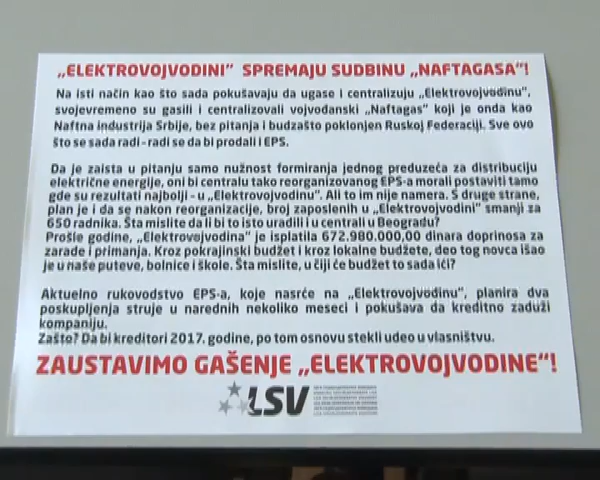 „ELEKTROVOJVODINI“ SPREMAJU SUDBINU „NAFTAGASA“!
Na isti način kao što sada pokušavaju da ugase i centralizuju „Elektrovojvodinu“,
svojevremeno su gasili i centralizovali vojvođanski „Naftagas“ koji je onda kao
Naftna industrija Srbije, bez pitanja i budzašto poklonjen Ruskoj Federaciji. Sve ovo
što se sada radi - radi se da bi prodali i EPS.
Da je zaista u pitanju samo nužnost formiranja jednog preduzeća za distribuciju
električne energije, oni bi centralu tako reorganizovanog EPS-a morali postaviti tamo
gde su rezultati najbolji - u „Elektrovojvodinu“. Ali to im nije namera. S druge strane,
plan je i da se nakon reorganizacije, broj zaposlenih u „Elektrovojvodini“ smanji za
650 radnika. Šta mislite da li bi to isto uradili i u centrali u Beogradu?
Prošle godine, „Elektrovojvodina“ je isplatila 672.980.000,00 dinara doprinosa za
zarade i primanja. Kroz pokrajinski budžet i kroz lokalne budžete, deo tog novca išao
je u naše puteve, bolnice i škole. Šta mislite, u čiji će budžet to sada ići?
Aktuelno rukovodstvo EPS-a, koje nasrće na „Elektrovojvodinu“, planira dva
poskupljenja struje u narednih nekoliko meseci i pokušava da kreditno zaduži
kompaniju.
Zašto? Da bi kreditori 2017. godine, po tom osnovu stekli udeo u vlasništvu.
ZAUSTAVIMO GAŠENJE „ELEKTROVOJVODINE“!
LSV